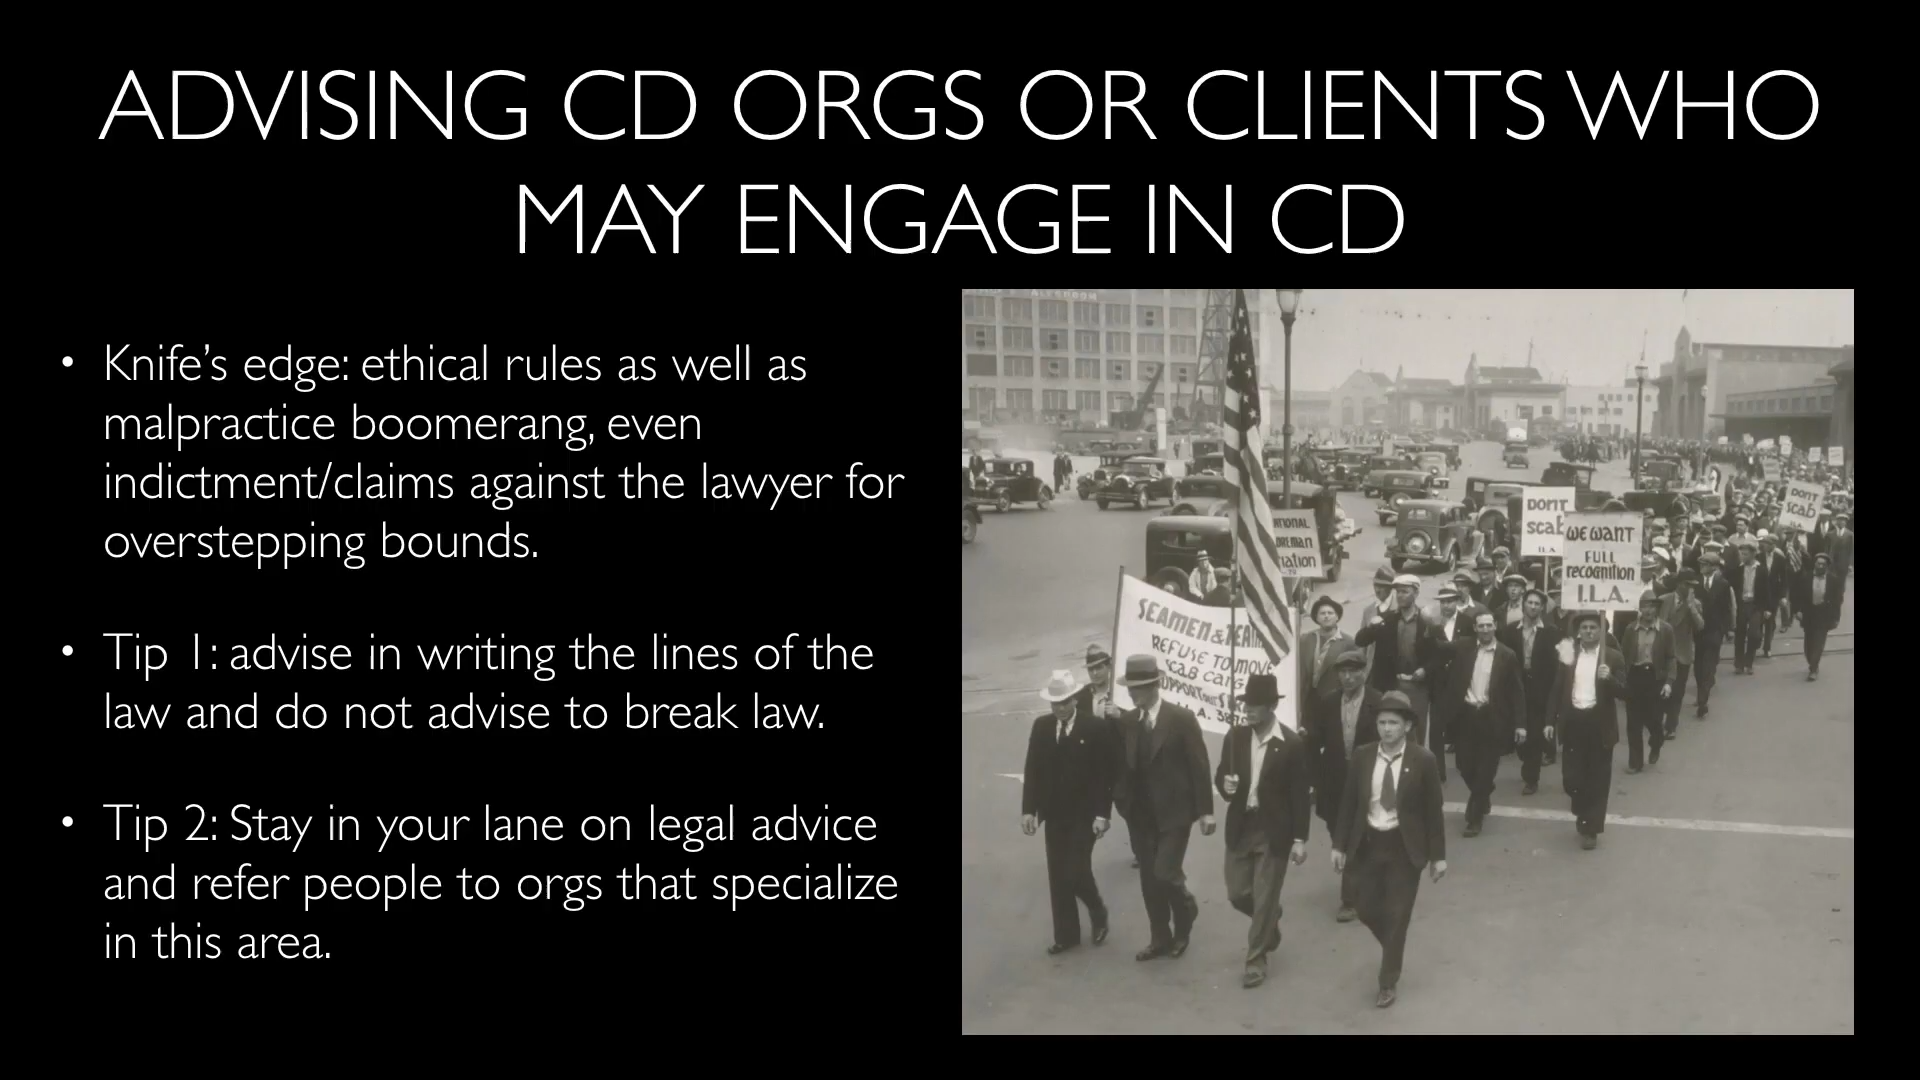 ADVISING CD ORGS OR CLIENTS WHO
MAY ENGAGE IN CD
• Knife’s edge: ethical rules as well as
malpractice boomerang, even
indictment/claims against the lawyer for
overstepping bounds.
• Tip 1: advise in writing the lines of the
law and do not advise to break law.
• Tip 2: Stay in your lane on legal advice
and refer people to orgs that specialize
in this area.
DON'T
scab
I.L.A
WE WANT
FULL
recognition
I.L.A.
DON'T
scab
SEAMEN &
REFUSE TO MOVE
scab